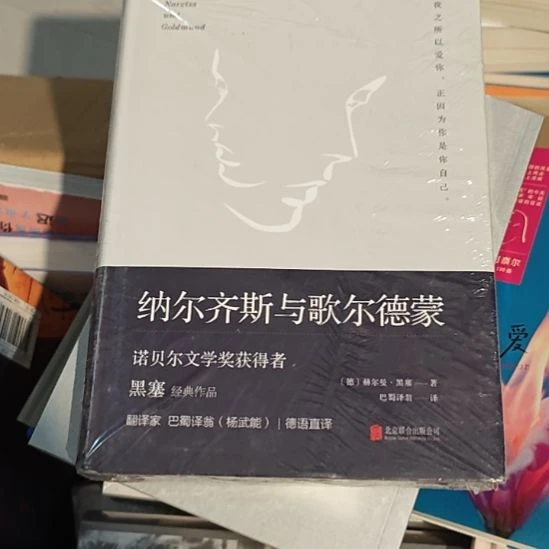 Narziss
und
Goldmund
我之所以爱你，正因为你是你自己。
纳尔齐斯与歌尔德蒙
诺贝尔文学奖获得者
黑塞 经典作品
〔德〕赫尔曼·黑塞 著
巴蜀译翁 译
翻译家 巴蜀译翁（杨武能）｜德语直译
北京联合出版公司
爱